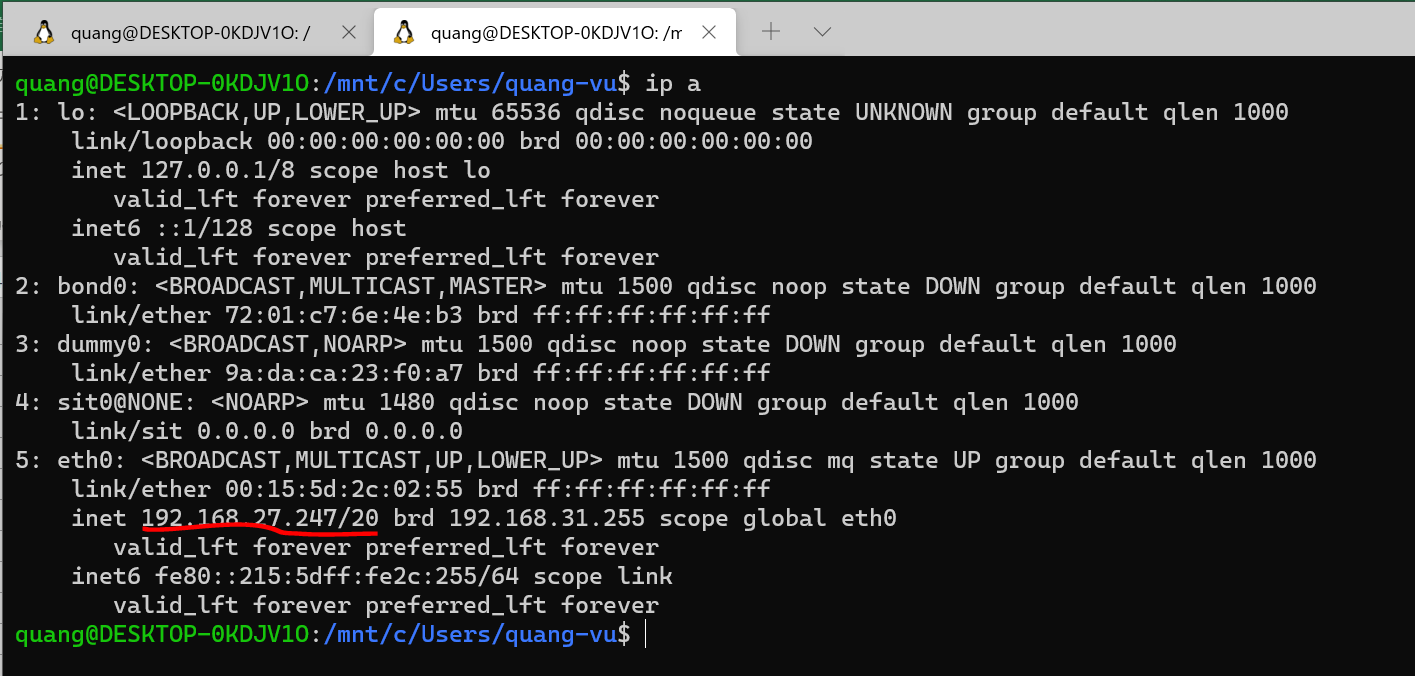 quang@DESKTOP-0KDJV1O: /
quang@DESKTOP-0KDJV1O: /m
quang@DESKTOP-0KDJV1O:/mnt/c/Users/quang-vu$ ip a
1: lo: <LOOPBACK,UP,LOWER_UP> mtu 65536 qdisc noqueue state UNKNOWN group default qlen 1000
    link/loopback 00:00:00:00:00:00 brd 00:00:00:00:00:00
    inet 127.0.0.1/8 scope host lo
       valid_lft forever preferred_lft forever
    inet6 ::1/128 scope host
       valid_lft forever preferred_lft forever
2: bond0: <BROADCAST,MULTICAST,MASTER> mtu 1500 qdisc noop state DOWN group default qlen 1000
    link/ether 72:01:c7:6e:4e:b3 brd ff:ff:ff:ff:ff:ff
3: dummy0: <BROADCAST,NOARP> mtu 1500 qdisc noop state DOWN group default qlen 1000
    link/ether 9a:da:ca:23:f0:a7 brd ff:ff:ff:ff:ff:ff
4: sit0@NONE: <NOARP> mtu 1480 qdisc noop state DOWN group default qlen 1000
    link/sit 0.0.0.0 brd 0.0.0.0
5: eth0: <BROADCAST,MULTICAST,UP,LOWER_UP> mtu 1500 qdisc mq state UP group default qlen 1000
    link/ether 00:15:5d:2c:02:55 brd ff:ff:ff:ff:ff:ff
    inet 192.168.27.247/20 brd 192.168.31.255 scope global eth0
       valid_lft forever preferred_lft forever
    inet6 fe80::215:5dff:fe2c:255/64 scope link
       valid_lft forever preferred_lft forever
quang@DESKTOP-0KDJV1O:/mnt/c/Users/quang-vu$